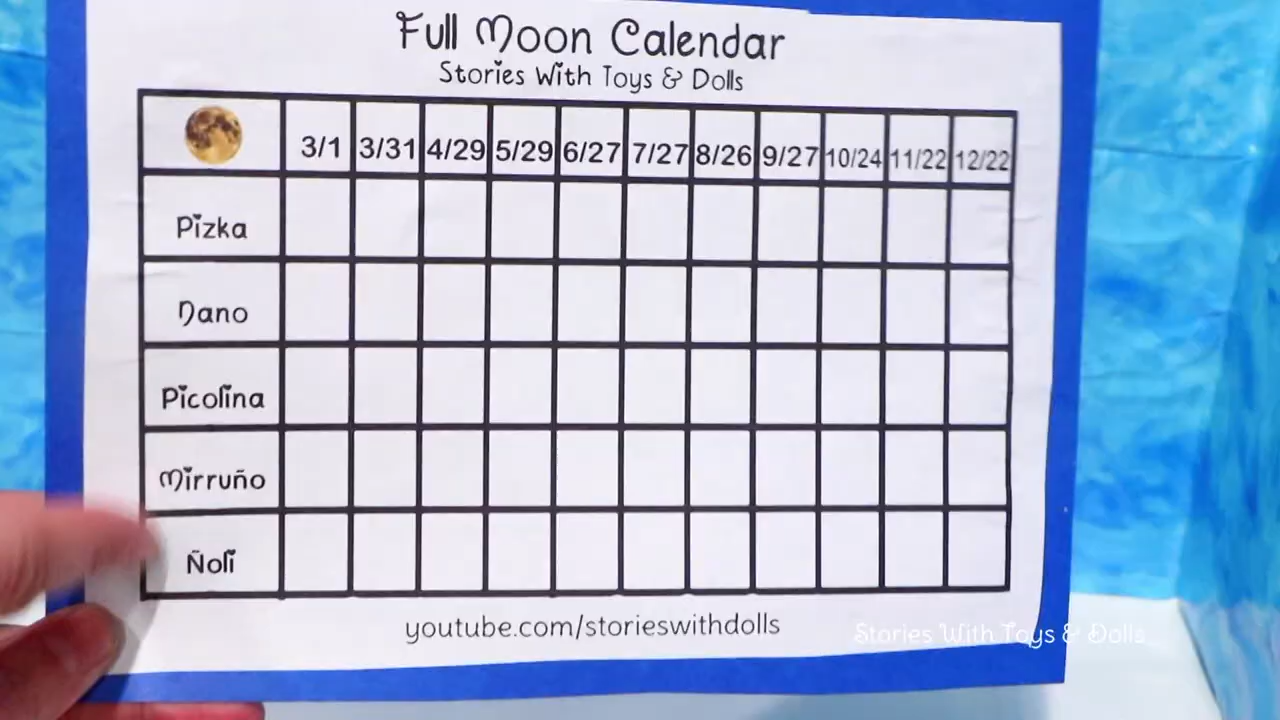 Full Moon Calendar
Stories With Toys & Dolls
3/1 3/31 4/29 5/29 6/27 7/27 8/26 9/27 10/24 11/22 12/22
Pizka
Dano
Picolina
Mirruño
Ñoli
youtube.com/storieswithdolls
Stories With Toys & Dolls